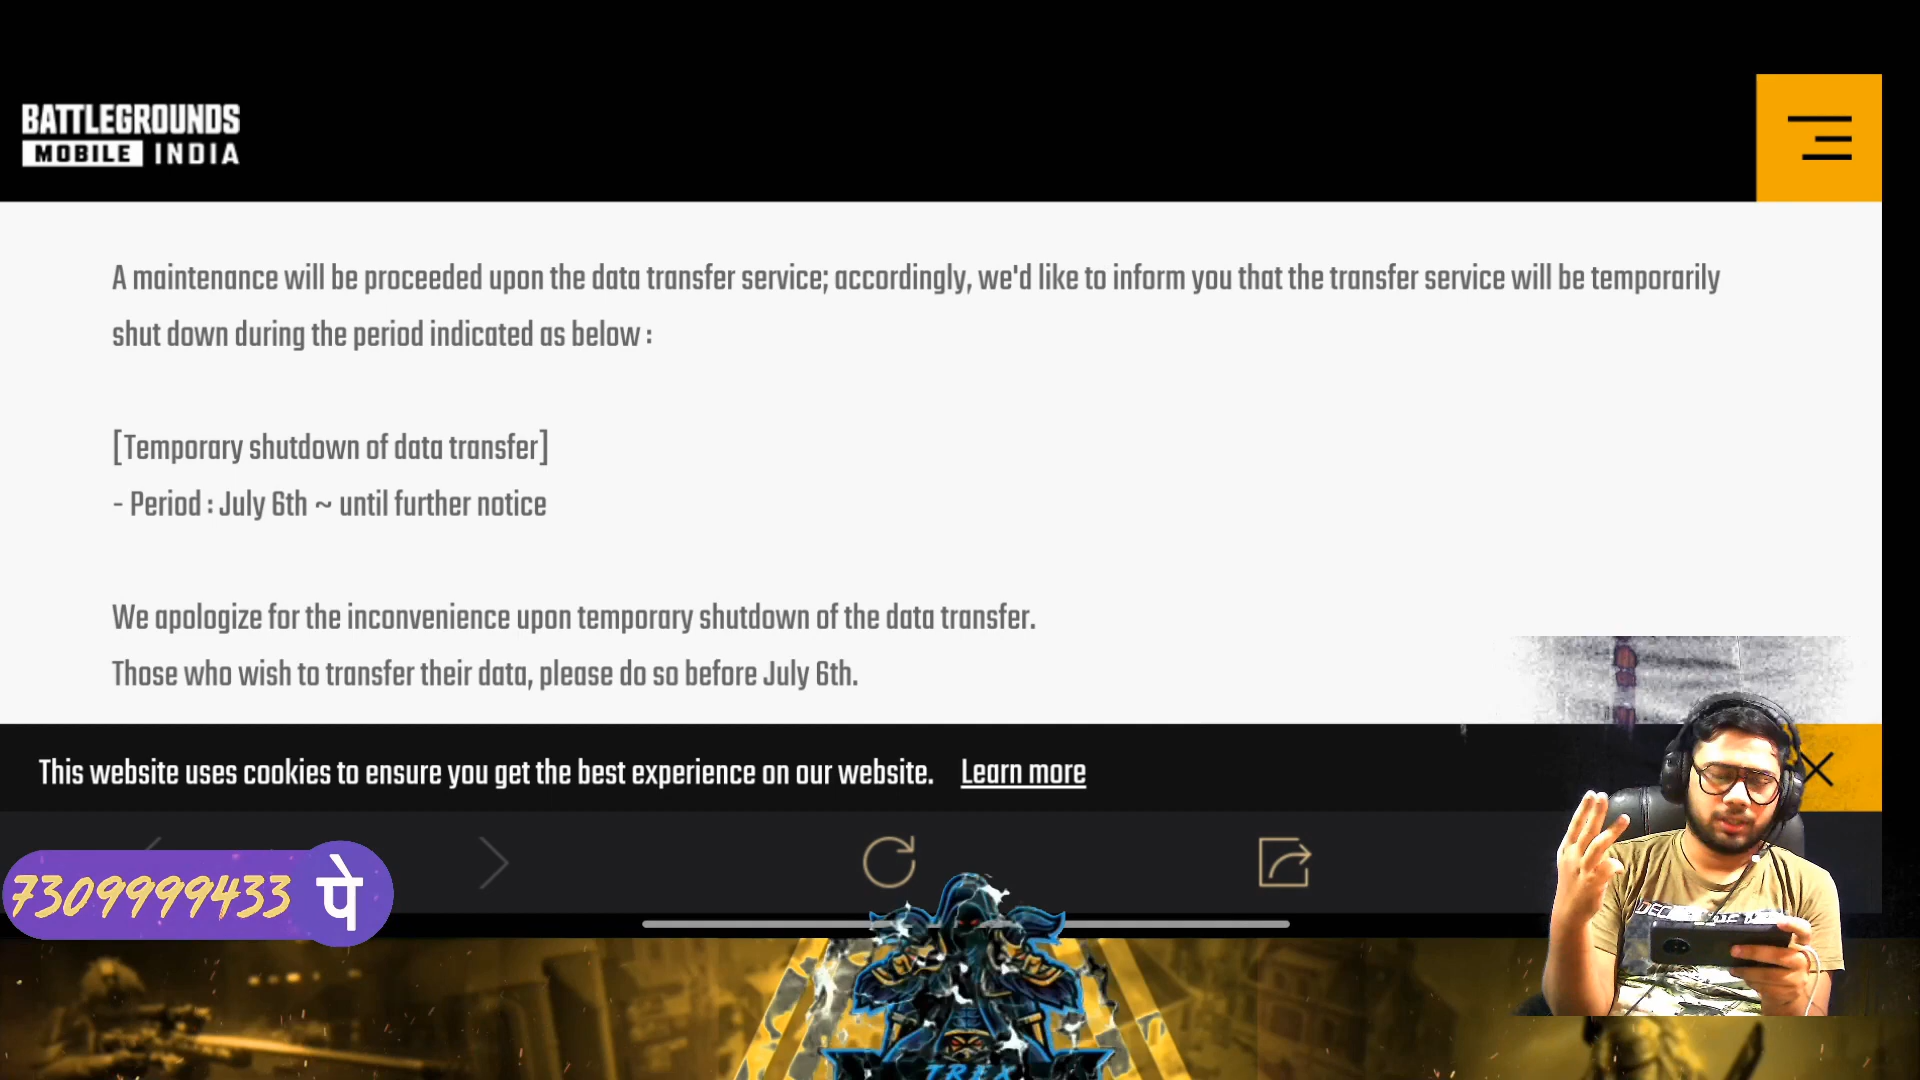 BATTLEGROUNDS
MOBILE INDIA
A maintenance will be proceeded upon the data transfer service; accordingly, we'd like to inform you that the transfer service will be temporarily
shut down during the period indicated as below :
[Temporary shutdown of data transfer]
- Period : July 6th ~ until further notice
We apologize for the inconvenience upon temporary shutdown of the data transfer.
Those who wish to transfer their data, please do so before July 6th.
This website uses cookies to ensure you get the best experience on our website. Learn more
7309999433 पे
TRAX